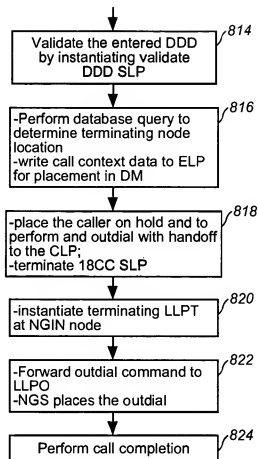 814
Validate the entered DDD
by instantiating validate
DDD SLP
816
-Perform database query to
determine terminating node
location
-write call context data to ELP
for placement in DM
818
-place the caller on hold and to
perform and outdial with handoff
to the CLP;
-terminate 18CC SLP
820
-instantiate terminating LLPT
at NGIN node
822
-Forward outdial command to
LLPO
-NGS places the outdial
824
Perform call completion